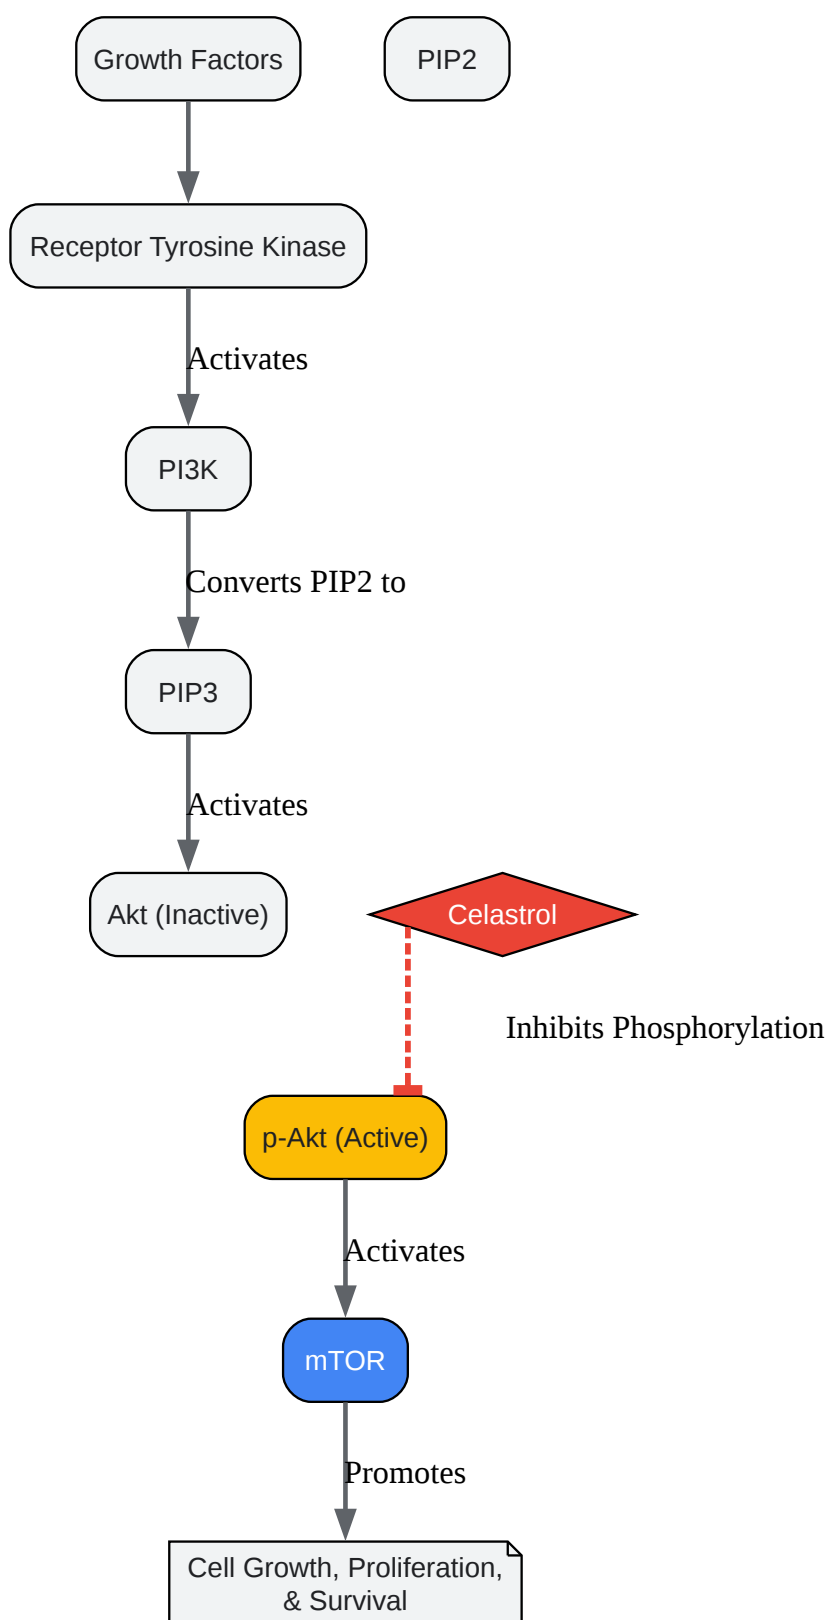 Growth Factors
PIP2
Receptor Tyrosine Kinase
Activates
PI3K
Converts PIP2 to
PIP3
Activates
Akt (Inactive)
Celastrol
Inhibits Phosphorylation
p-Akt (Active)
Activates
mTOR
Promotes
Cell Growth, Proliferation,
& Survival